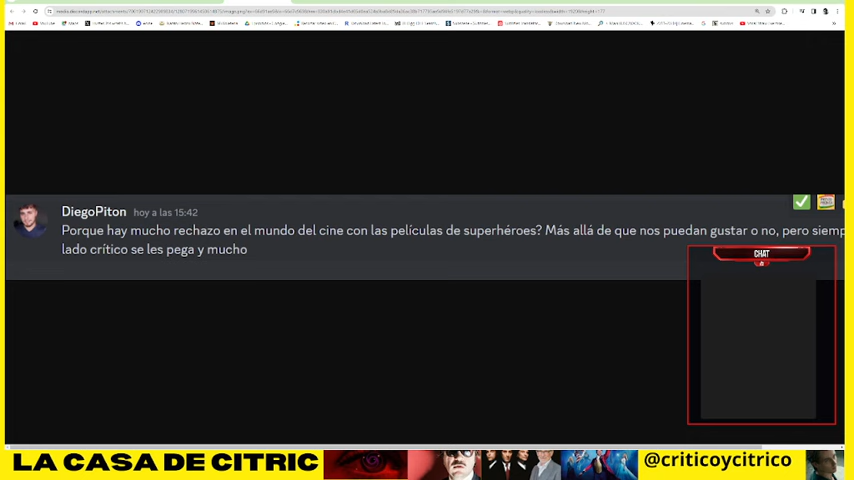 DiegoPiton hoy a las 15:42
Porque hay mucho rechazo en el mundo del cine con las películas de superhéroes? Más allá de que nos puedan gustar o no, pero siemp
lado crítico se les pega y mucho
CHAT
LA CASA DE CITRIC
@criticoycitrico